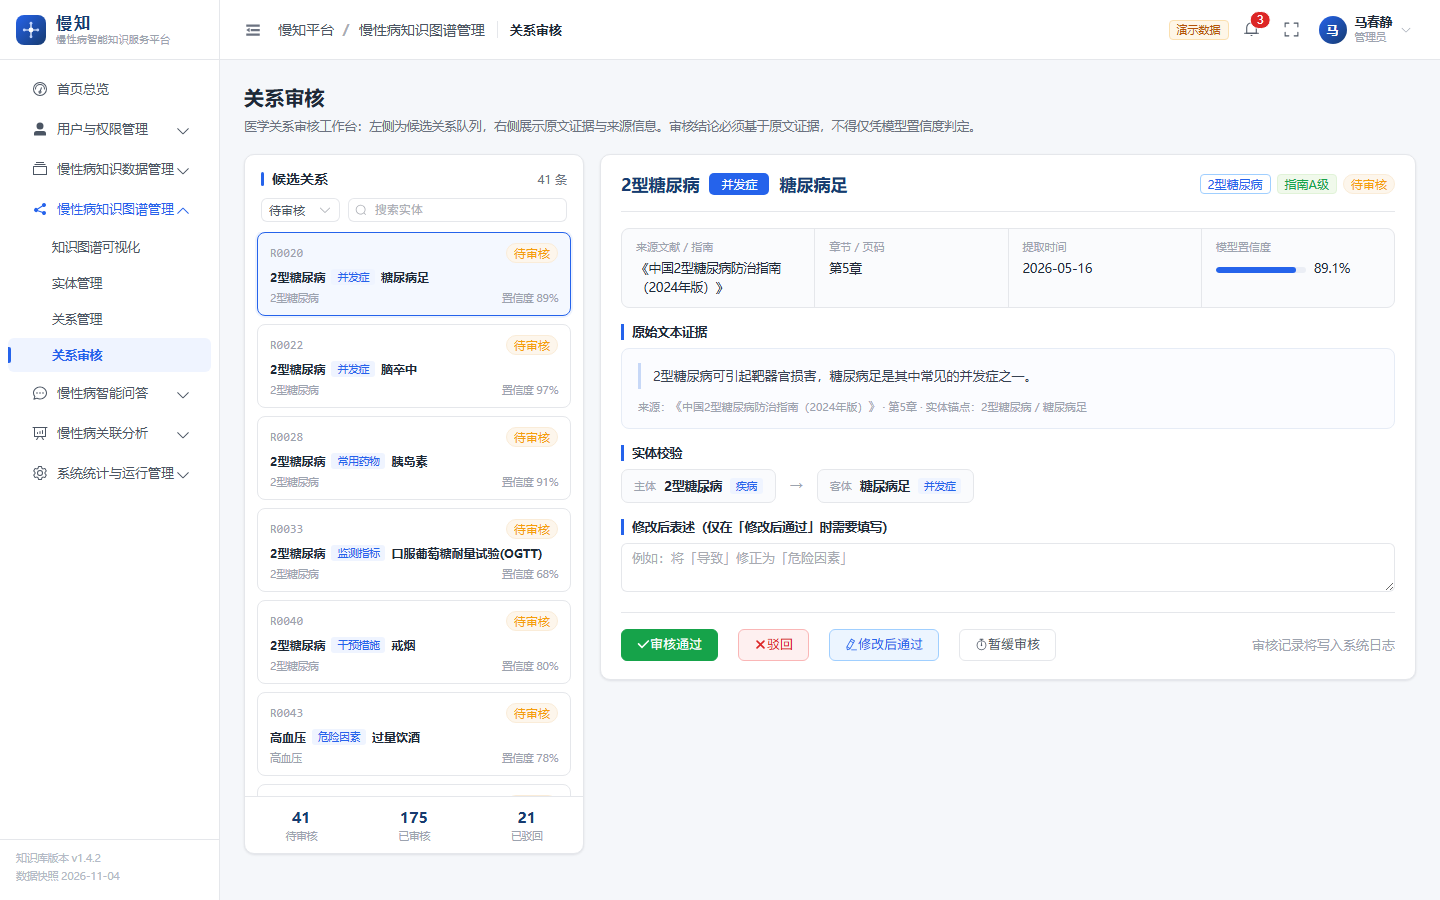 慢知
慢性病智能知识服务平台
慢知平台 / 慢性病知识图谱管理 关系审核
演示数据
3
马
马春静
管理员
首页总览
用户与权限管理
慢性病知识数据管理
慢性病知识图谱管理
知识图谱可视化
实体管理
关系管理
关系审核
慢性病智能问答
慢性病关联分析
系统统计与运行管理
知识库版本 v1.4.2
数据快照 2026-11-04
关系审核
医学关系审核工作台：左侧为候选关系队列，右侧展示原文证据与来源信息。审核结论必须基于原文证据，不得仅凭模型置信度判定。
候选关系 41 条
待审核 搜索实体
R0020 待审核
2型糖尿病 并发症 糖尿病足
2型糖尿病 置信度 89%
R0022 待审核
2型糖尿病 并发症 脑卒中
2型糖尿病 置信度 97%
R0028 待审核
2型糖尿病 常用药物 胰岛素
2型糖尿病 置信度 91%
R0033 待审核
2型糖尿病 监测指标 口服葡萄糖耐量试验(OGTT)
2型糖尿病 置信度 68%
R0040 待审核
2型糖尿病 干预措施 戒烟
2型糖尿病 置信度 80%
R0043 待审核
高血压 危险因素 过量饮酒
高血压 置信度 78%
41 175 21
待审核 已审核 已驳回
2型糖尿病 并发症 糖尿病足
2型糖尿病 指南A级 待审核
来源文献 / 指南 章节 / 页码 提取时间 模型置信度
《中国2型糖尿病防治指南 第5章 2026-05-16 89.1%
（2024年版）》
原始文本证据
2型糖尿病可引起靶器官损害，糖尿病足是其中常见的并发症之一。
来源：《中国2型糖尿病防治指南（2024年版）》 · 第5章 · 实体锚点：2型糖尿病 / 糖尿病足
实体校验
主体 2型糖尿病 疾病 → 客体 糖尿病足 并发症
修改后表述（仅在「修改后通过」时需要填写）
例如：将「导致」修正为「危险因素」
审核通过 驳回 修改后通过 暂缓审核 审核记录将写入系统日志